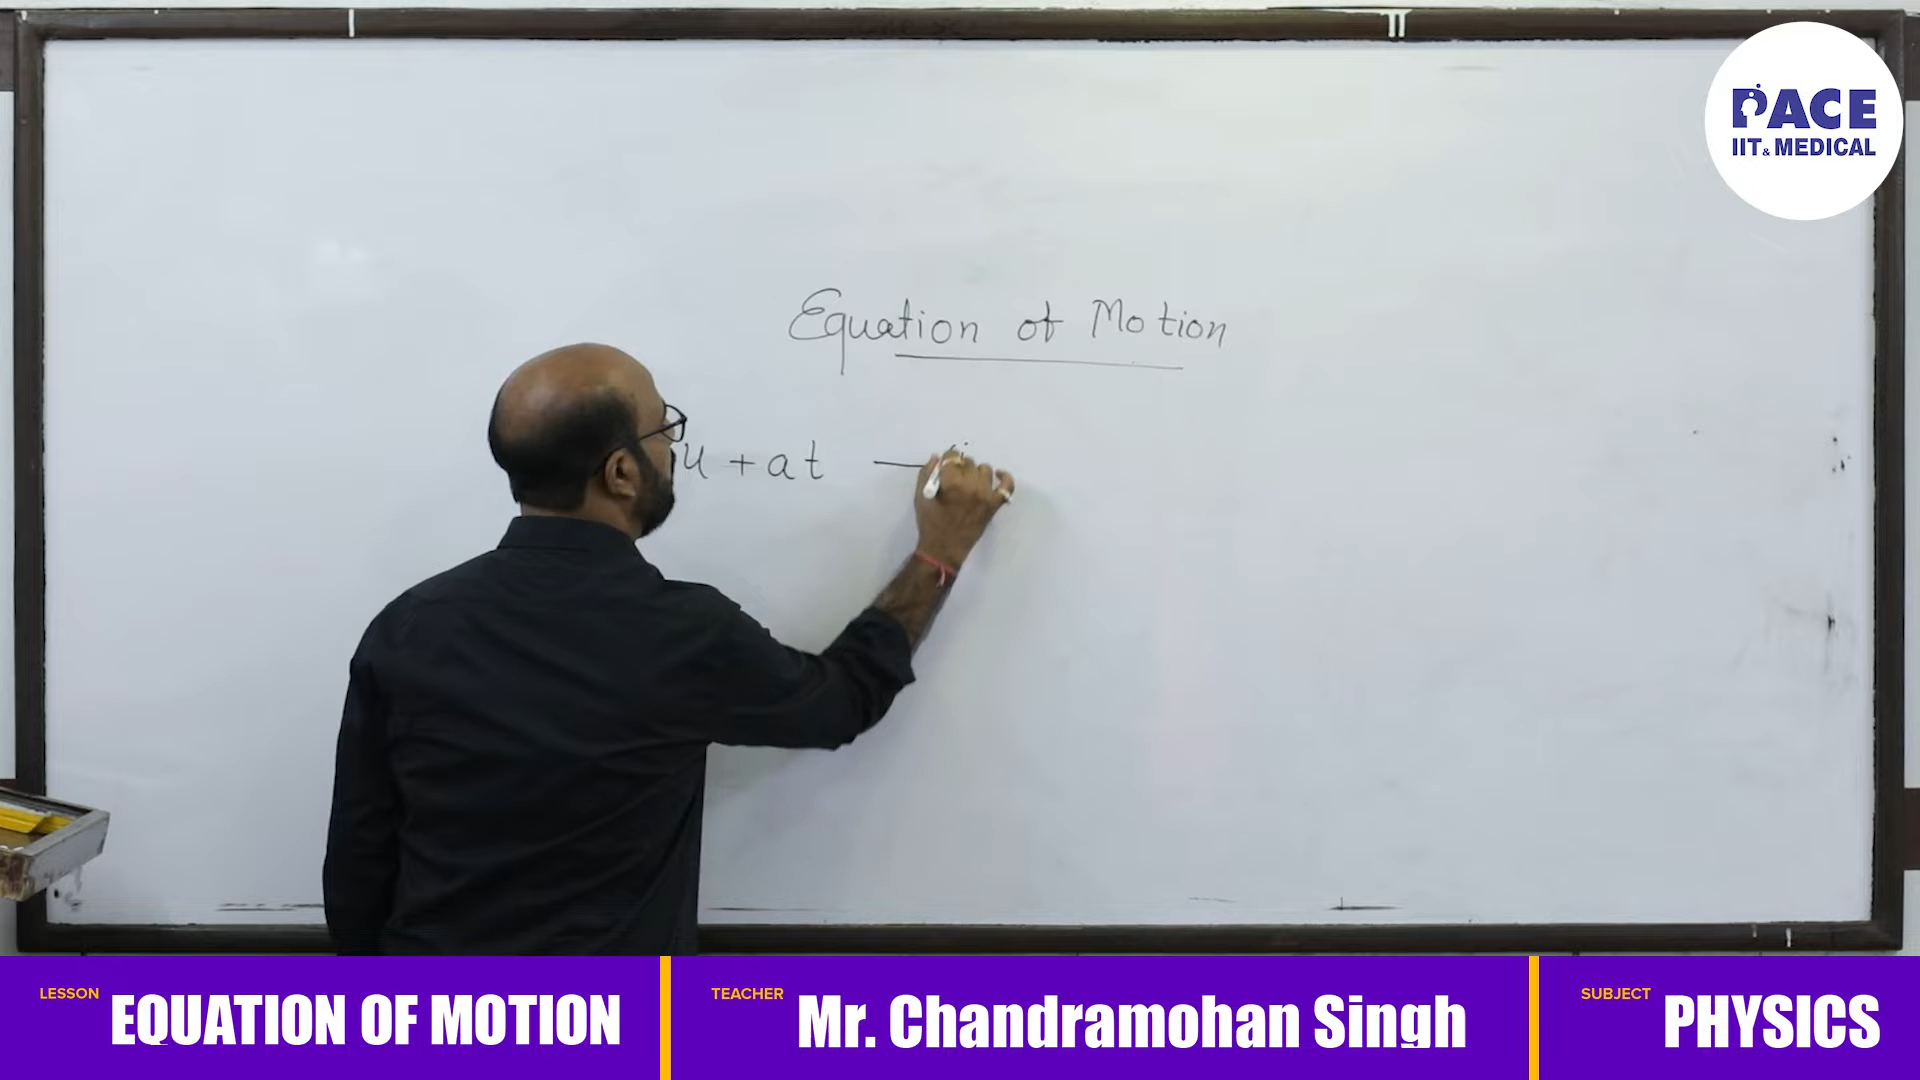 PACE
IIT & MEDICAL
Equation of Motion
u + at —
LESSON EQUATION OF MOTION
TEACHER Mr. Chandramohan Singh
SUBJECT PHYSICS